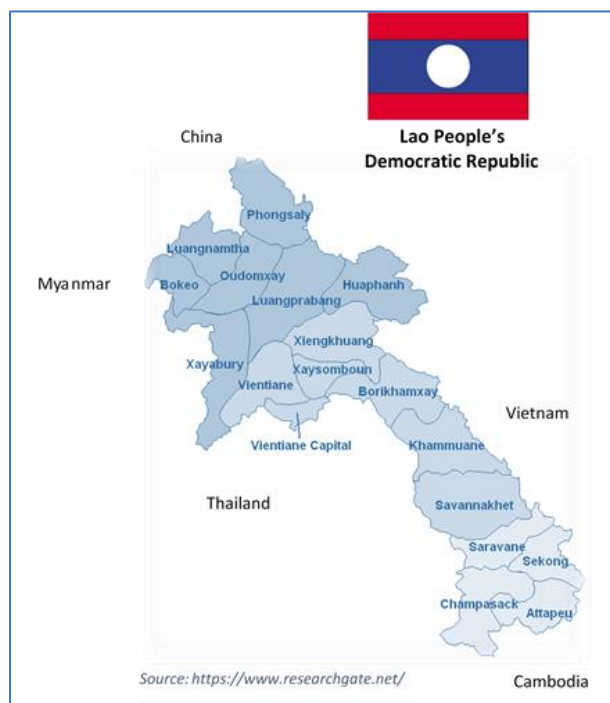 Lao People's
Democratic Republic
China
Phongsaly
Luangnamtha
Myanmar
Bokeo
Oudomxay
Luangprabang
Huaphanh
Xiengkhuang
Xayabury
Vientiane
Xaysomboun
Borikhamxay
Vietnam
Vientiane Capital
Khammuane
Thailand
Savannakhet
Saravane
Sekong
Champasack
Attapeu
Source: https://www.researchgate.net/
Cambodia